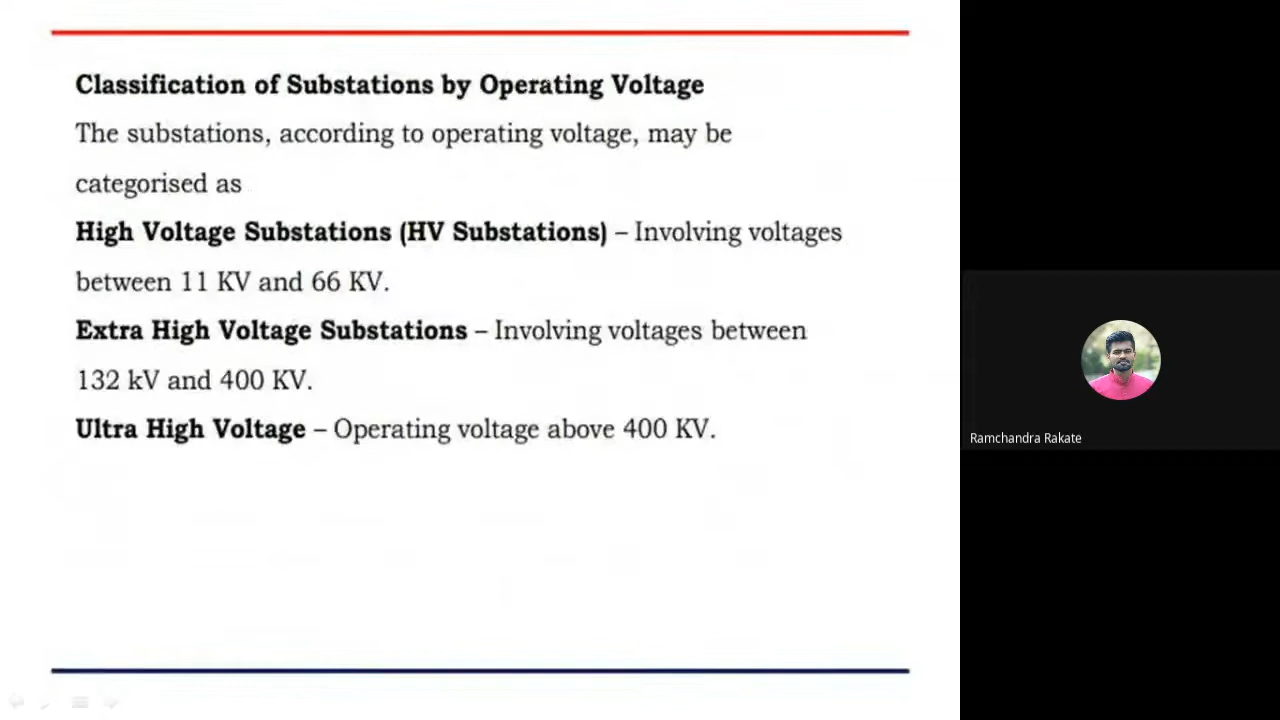 Classification of Substations by Operating Voltage
The substations, according to operating voltage, may be
categorised as
High Voltage Substations (HV Substations) – Involving voltages
between 11 KV and 66 KV.
Extra High Voltage Substations – Involving voltages between
132 kV and 400 KV.
Ultra High Voltage – Operating voltage above 400 KV.
Ramchandra Rakate